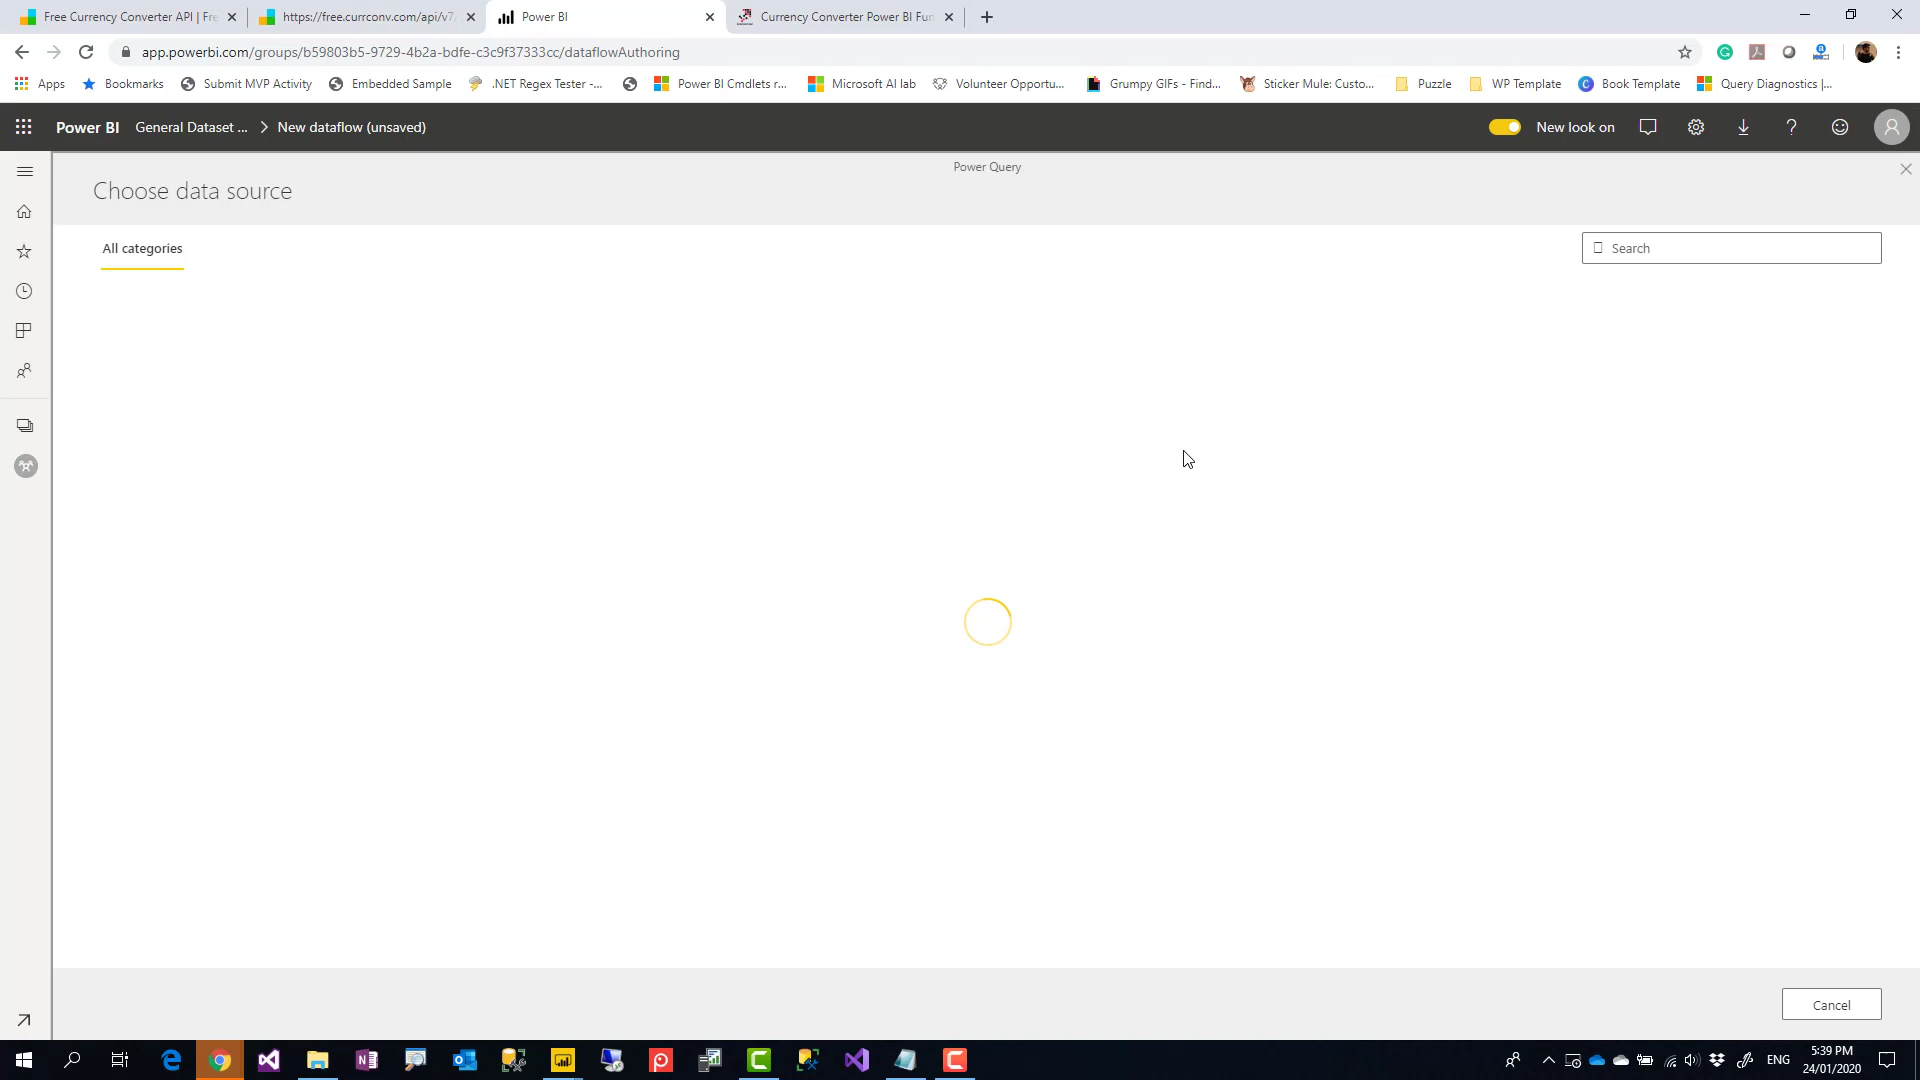 Free Currency Converter API | Fre
https://free.currconv.com/api/v7
Power BI
Currency Converter Power BI Fun
app.powerbi.com/groups/b59803b5-9729-4b2a-bdfe-c3c9f37333cc/dataflowAuthoring
Apps
Bookmarks
Submit MVP Activity
Embedded Sample
.NET Regex Tester -...
Power BI Cmdlets r...
Microsoft AI lab
Volunteer Opportu...
Grumpy GIFs - Find...
Sticker Mule: Custo...
Puzzle
WP Template
Book Template
Query Diagnostics |...
Power BI
General Dataset ...
New dataflow (unsaved)
New look on
Power Query
Choose data source
All categories
Search
Cancel
ENG
5:39 PM
24/01/2020